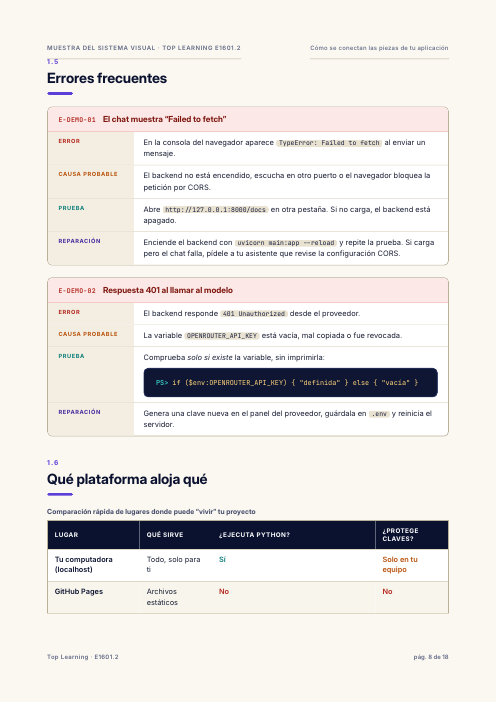 MUESTRA DEL SISTEMA VISUAL · TOP LEARNING E1601.2
Cómo se conectan las piezas de tu aplicación
1.5
Errores frecuentes
E-DEMO-01 El chat muestra “Failed to fetch”
ERROR
En la consola del navegador aparece TypeError: Failed to fetch al enviar un
mensaje.
CAUSA PROBABLE
El backend no está encendido, escucha en otro puerto o el navegador bloquea la
petición por CORS.
PRUEBA
Abre http://127.0.0.1:8000/docs en otra pestaña. Si no carga, el backend está
apagado.
REPARACIÓN
Enciende el backend con uvicorn main:app --reload y repite la prueba. Si carga
pero el chat falla, pídele a tu asistente que revise la configuración CORS.
E-DEMO-02 Respuesta 401 al llamar al modelo
ERROR
El backend responde 401 Unauthorized desde el proveedor.
CAUSA PROBABLE
La variable OPENROUTER_API_KEY está vacía, mal copiada o fue revocada.
PRUEBA
Comprueba solo si existe la variable, sin imprimirla:
PS> if ($env:OPENROUTER_API_KEY) { "definida" } else { "vacía" }
REPARACIÓN
Genera una clave nueva en el panel del proveedor, guárdala en .env y reinicia el
servidor.
1.6
Qué plataforma aloja qué
Comparación rápida de lugares donde puede “vivir” tu proyecto
LUGAR
QUÉ SIRVE
¿EJECUTA PYTHON?
¿PROTEGE
CLAVES?
Tu computadora
(localhost)
Todo, solo para
ti
Sí
Solo en tu
equipo
GitHub Pages
Archivos
estáticos
No
No
Top Learning · E1601.2
pág. 6 de 18